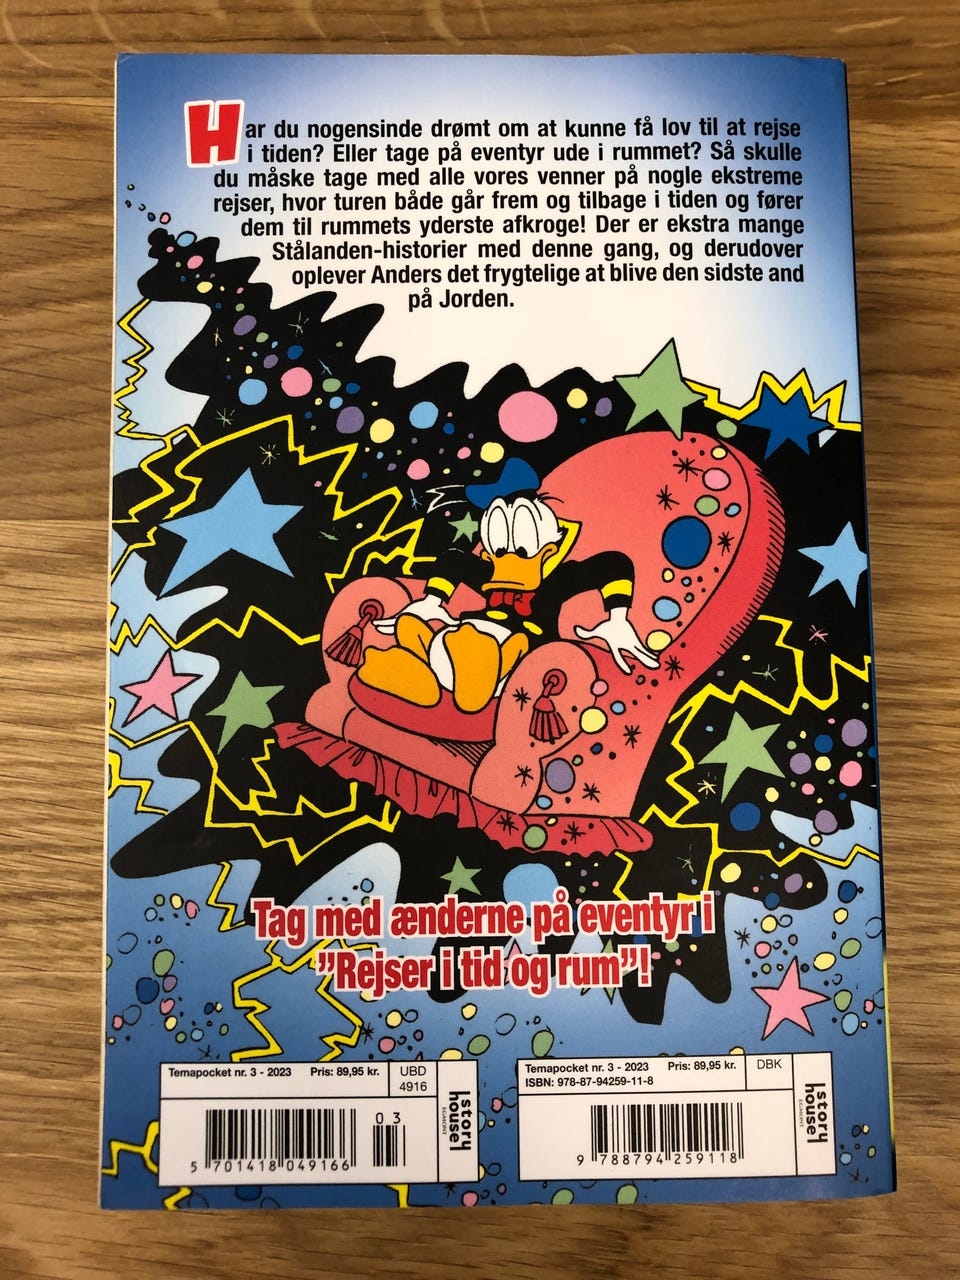 Har du nogensinde drømt om at kunne få lov til at rejse
i tiden? Eller tage på eventyr ude i rummet? Så skulle
du måske tage med alle vores venner på nogle ekstreme
rejser, hvor turen både går frem og tilbage i tiden og fører
dem til rummets yderste afkroge! Der er ekstra mange
Stålanden-historier med denne gang, og derudover
oplever Anders det frygtelige at blive den sidste and
på Jorden.
Tag med ænderne på eventyr i
”Rejser i tid og rum”!
Temapocket nr. 3 - 2023 Pris: 89,95 kr. UBD
4916
story
house
EGMONT
03
5 701418 049166
Temapocket nr. 3 - 2023 Pris: 89,95 kr. DBK
ISBN: 978-87-94259-11-8
story
house
EGMONT
9 788794 259118